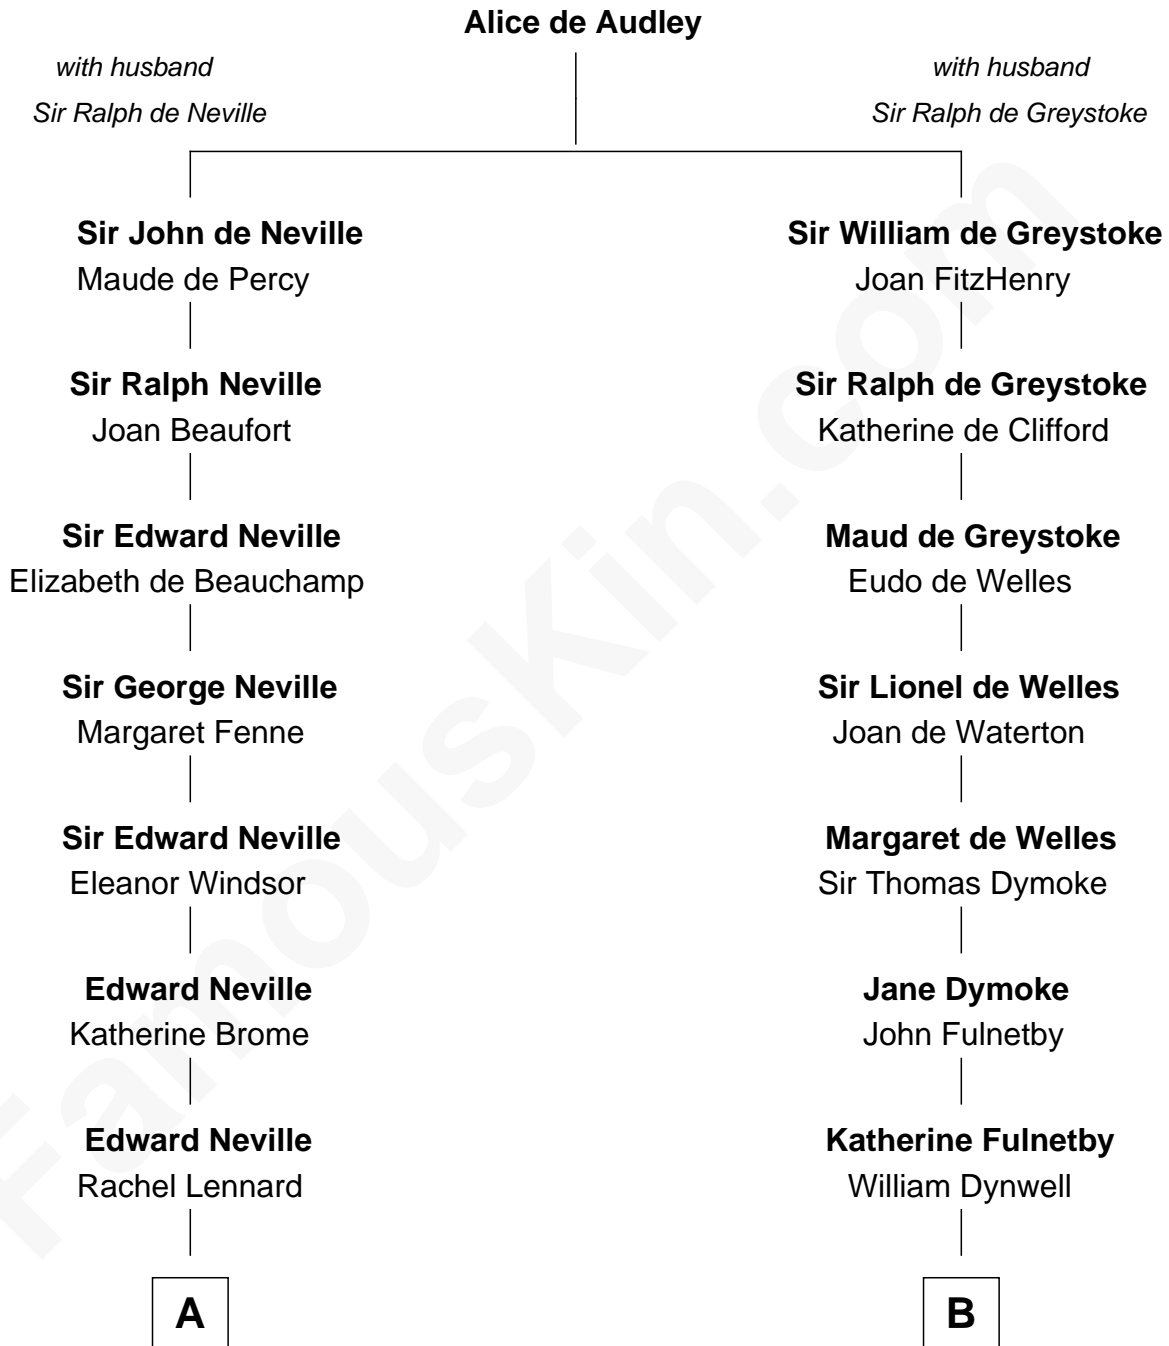 Alice de Audley
with husband
Sir Ralph de Neville
with husband
Sir Ralph de Greystoke
Sir John de Neville
Maude de Percy
Sir William de Greystoke
Joan FitzHenry
Sir Ralph Neville
Joan Beaufort
Sir Ralph de Greystoke
Katherine de Clifford
Sir Edward Neville
Elizabeth de Beauchamp
Maud de Greystoke
Eudo de Welles
Sir George Neville
Margaret Fenne
Sir Lionel de Welles
Joan de Waterton
Sir Edward Neville
Eleanor Windsor
Margaret de Welles
Sir Thomas Dymoke
Edward Neville
Katherine Brome
Jane Dymoke
John Fulnetby
Edward Neville
Rachel Lennard
Katherine Fulnetby
William Dynwell
A
B
FamousKin.com